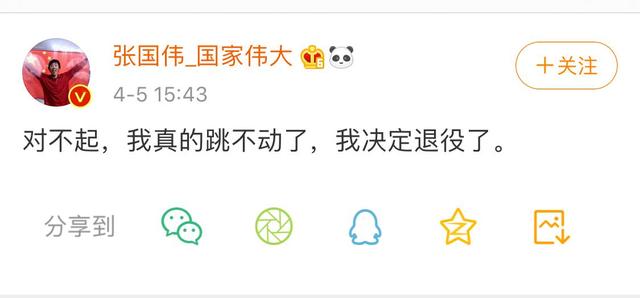 张国伟_国家伟大
+关注
4-5 15:43
对不起，我真的跳不动了，我决定退役了。
分享到